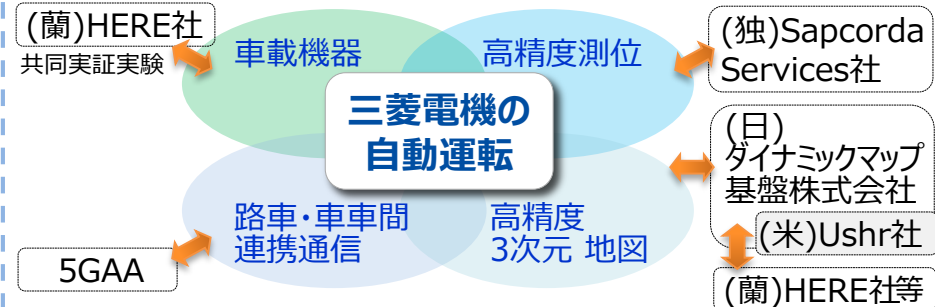 (蘭)HERE社
共同実証実験
車載機器
高精度測位
(独)Sapcorda
Services社
三菱電機の
自動運転
(日)
ダイナミックマップ
基盤株式会社
(米)Ushr社
路車・車車間
連携通信
高精度
3次元 地図
5GAA
(蘭)HERE社等